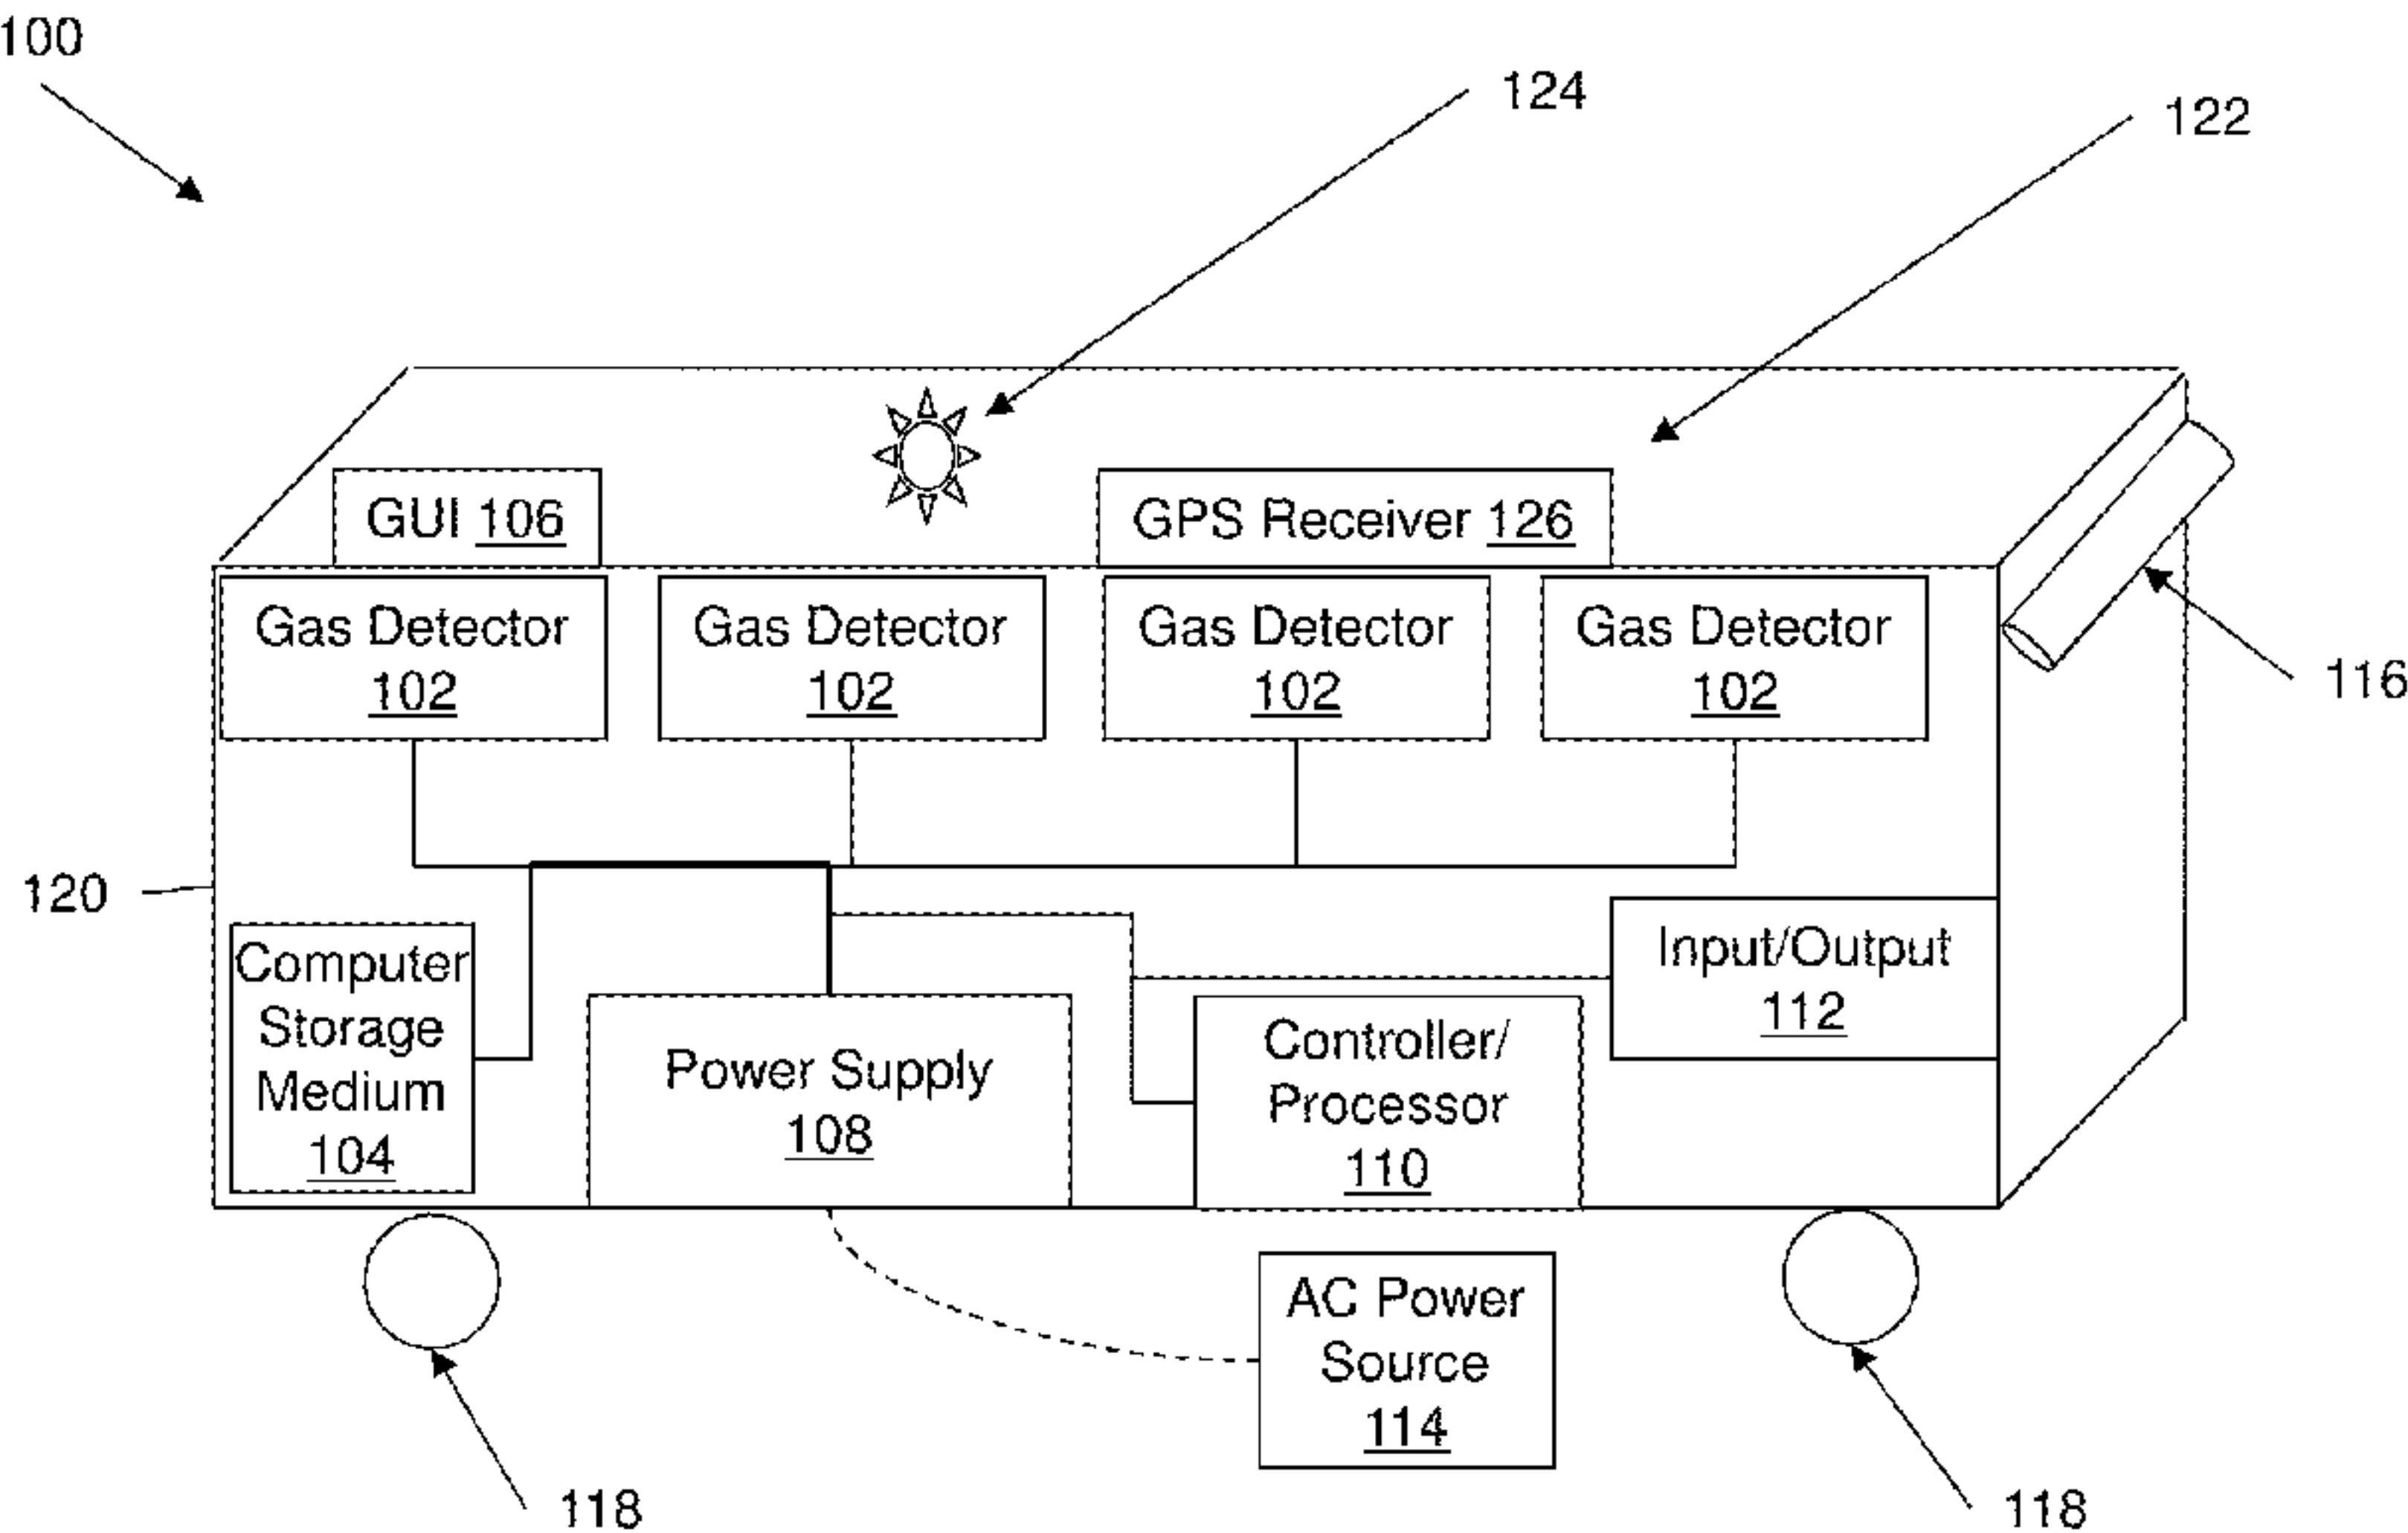 100
124
122
GUI 106
GPS Receiver 126
Gas Detector
102
Gas Detector
102
Gas Detector
102
Gas Detector
102
116
120
Computer
Storage
Medium
104
Power Supply
108
Controller/
Processor
110
Input/Output
112
AC Power
Source
114
118
118